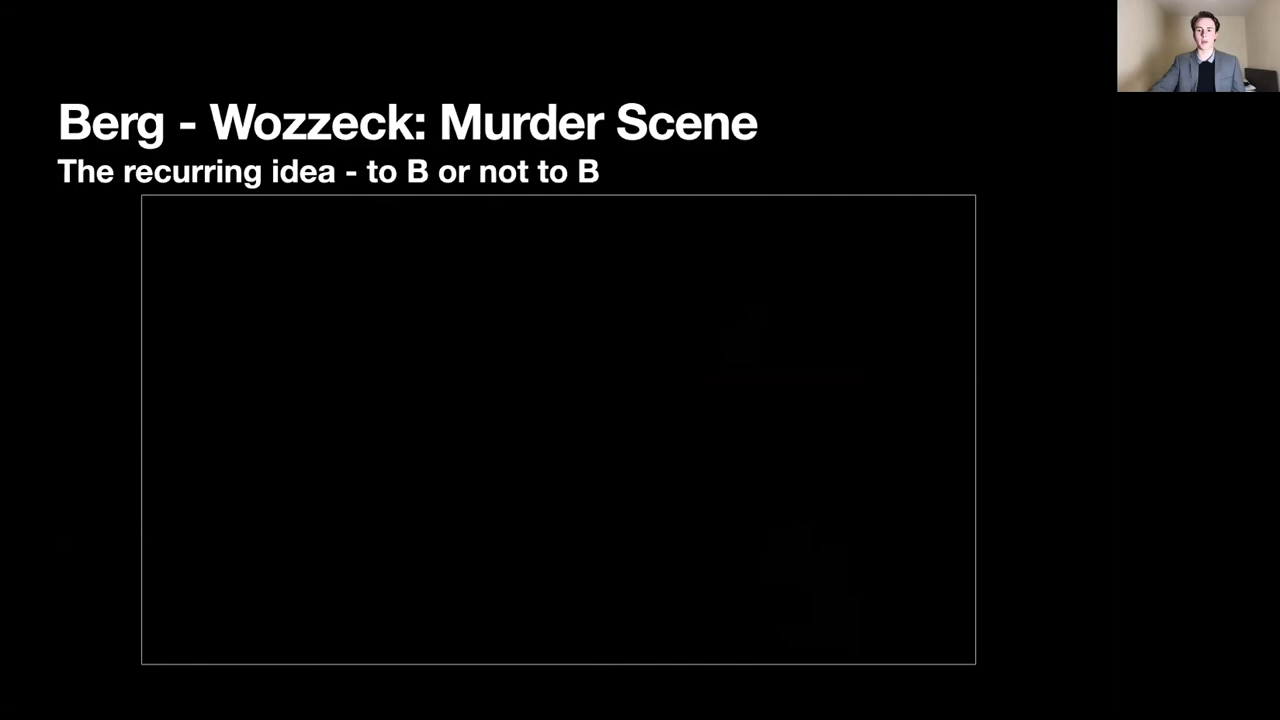 Berg - Wozzeck: Murder Scene
The recurring idea - to B or not to B